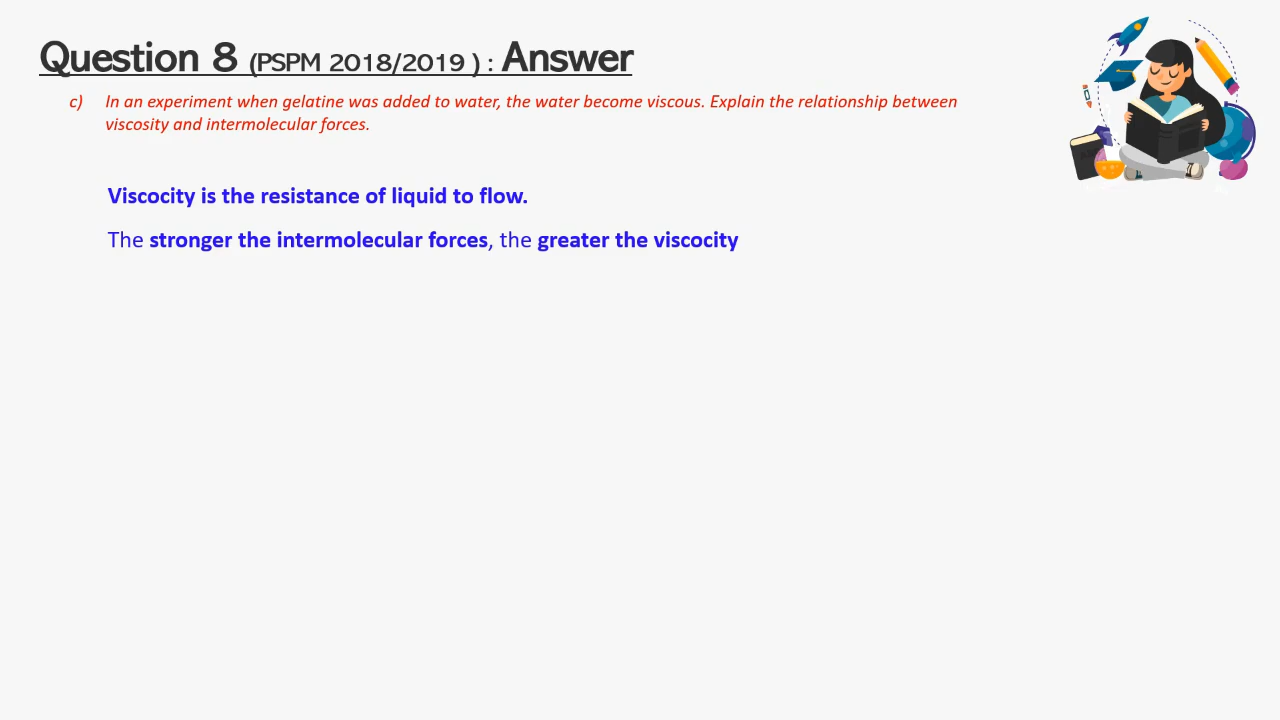 Question 8 (PSPM 2018/2019 ) : Answer
c) In an experiment when gelatine was added to water, the water become viscous. Explain the relationship between
viscosity and intermolecular forces.
Viscocity is the resistance of liquid to flow.
The stronger the intermolecular forces, the greater the viscocity